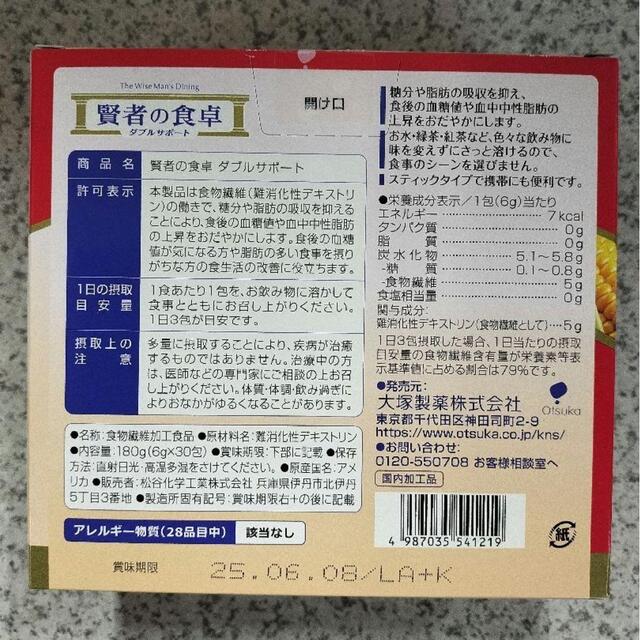 開け口
The Wise Man's Dining
賢者の食卓
ダブルサポート
商品名 賢者の食卓 ダブルサポート
許可表示 本製品は食物繊維(難消化性デキストリ
ン)の働きで、糖分や脂肪の吸収を抑える
ことにより、食後の血糖値や血中中性脂肪
の上昇をおだやかにします。食後の血糖
値が気になる方や脂肪の多い食事を摂り
がちな方の食生活の改善に役立ちます。
1日の摂取目安量 1食あたり1包を、お飲み物に溶かして
食事とともにお召し上がりください。
1日3包が目安です。
摂取上の注意 多量に摂取することにより、疾病が治癒
するものではありません。治療中の方
は、医師などの専門家にご相談の上お召
し上がりください。体質・体調・飲み過ぎに
よりおなかがゆるくなることがあります。
●名称:食物繊維加工食品 ●原材料名:難消化性デキストリン
●内容量:180g(6g×30包) ●賞味期限:下部に記載 ●保存
方法:直射日光・高温多湿をさけてください。 ●原産国名:アメ
リカ ●販売者:松谷化学工業株式会社 兵庫県伊丹市北伊丹
5丁目3番地 ●製造所固有記号:賞味期限右+の後に記載
アレルギー物質(28品目中) 該当なし
糖分や脂肪の吸収を抑え、
食後の血糖値や血中中性脂肪の
上昇をおだやかにします。
お水・緑茶・紅茶など、色々な飲み物に
味を変えずにさっと溶けるので、
食事のシーンを選びません。
スティックタイプで携帯にも便利です。
●栄養成分表示/1包(6g)当たり
エネルギー 7kcal
タンパク質 0g
脂質 0g
炭水化物 5.1~5.8g
-糖質 0.1~0.8g
-食物繊維 5g
食塩相当量 0g
関与成分:
難消化性デキストリン(食物繊維として)…5g
1日3包摂取した場合、1日当たりの摂取
目安量の食物繊維含有量が栄養素等表
示基準値に占める割合は79%です。
●発売元:
大塚製薬株式会社
東京都千代田区神田司町2-9
https://www.otsuka.co.jp/kns/
Otsuka
●お問い合わせ:
0120-550708 お客様相談室へ
国内加工品
4 987035 541219
紙
賞味期限 25.06.08/LA+K